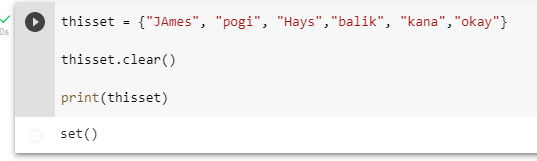 thisset = {"JAmes", "pogi", "Hays","balik", "kana","okay"}
thisset.clear()
print(thisset)
set()